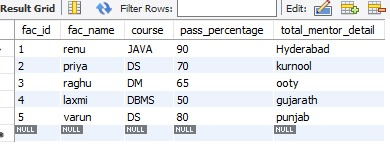 Result Grid Filter Rows: Edit:
fac_id fac_name course pass_percentage total_mentor_detail
1 renu JAVA 90 Hyderabad
2 priya DS 70 kurnool
3 raghu DM 65 ooty
4 laxmi DBMS 50 gujarath
5 varun DS 80 punjab
NULL NULL NULL NULL NULL